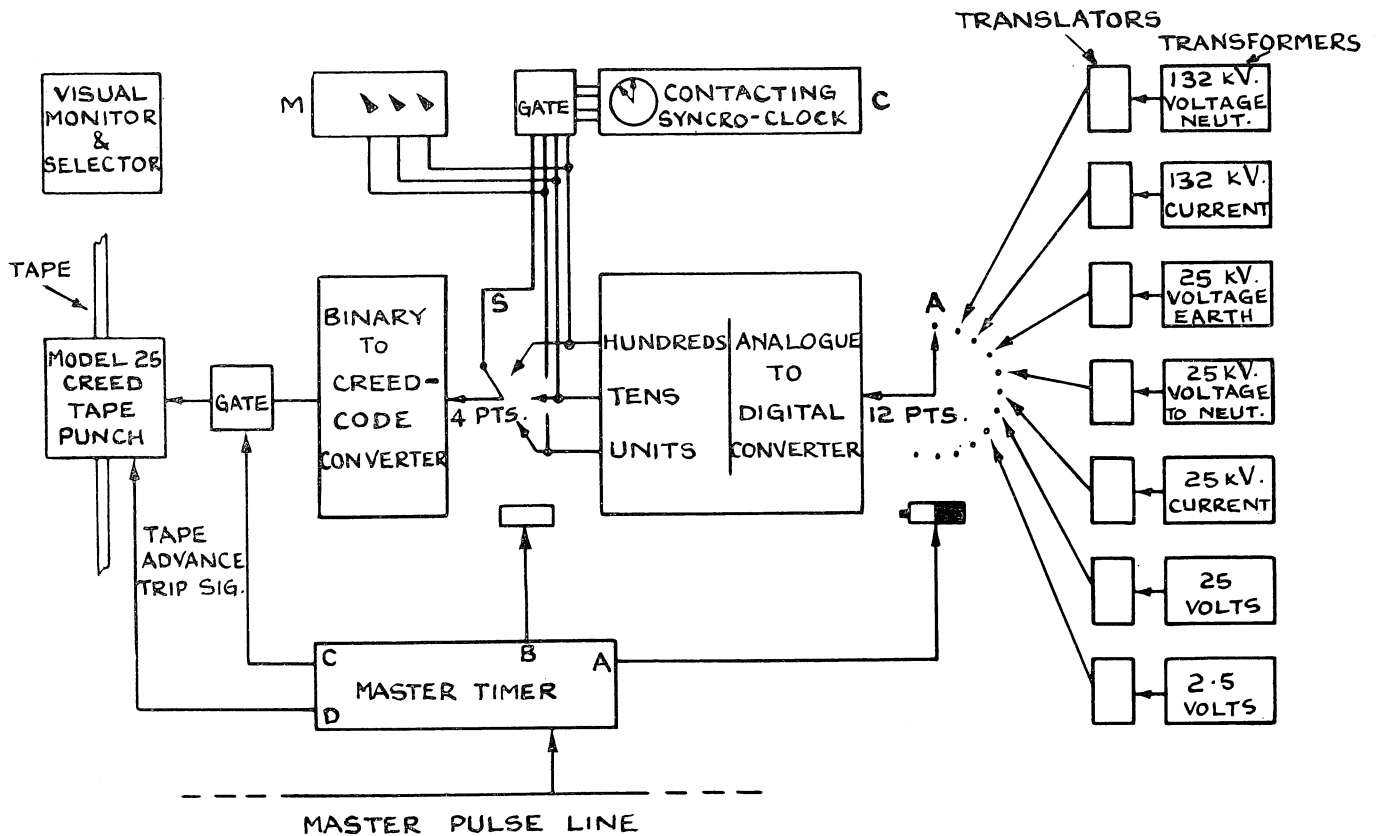 TRANSLATORS
TRANSFORMERS
VISUAL
MONITOR
&
SELECTOR
M
GATE
CONTACTING
SYNCRO-CLOCK
C
132 kV.
VOLTAGE
NEUT.
132 kV.
CURRENT
25 kV.
VOLTAGE
EARTH
25 kV.
VOLTAGE
TO NEUT.
25 kV.
CURRENT
25
VOLTS
2.5
VOLTS
TAPE
MODEL 25
CREED
TAPE
PUNCH
GATE
BINARY
TO
CREED-
CODE
CONVERTER
S
4 PTS.
HUNDREDS
TENS
UNITS
ANALOGUE
TO
DIGITAL
CONVERTER
A
12 PTS.
TAPE
ADVANCE
TRIP SIG.
C
B
A
D
MASTER TIMER
MASTER PULSE LINE